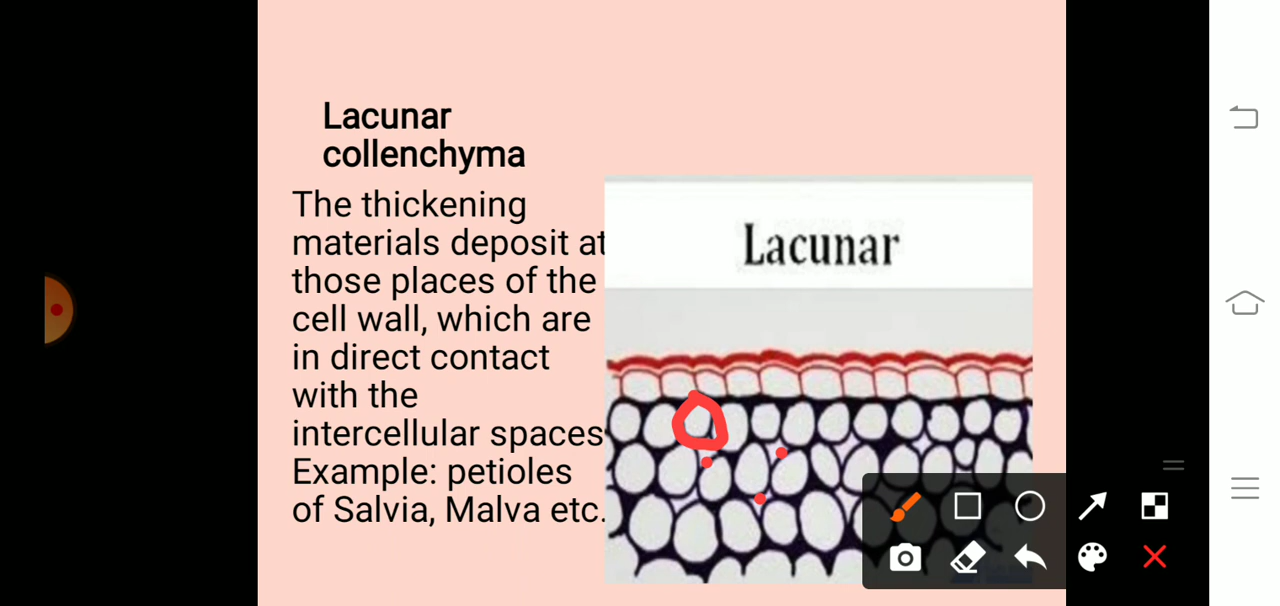 Lacunar
collenchyma
The thickening
materials deposit at
those places of the
cell wall, which are
in direct contact
with the
intercellular spaces
Example: petioles
of Salvia, Malva etc.
Lacunar